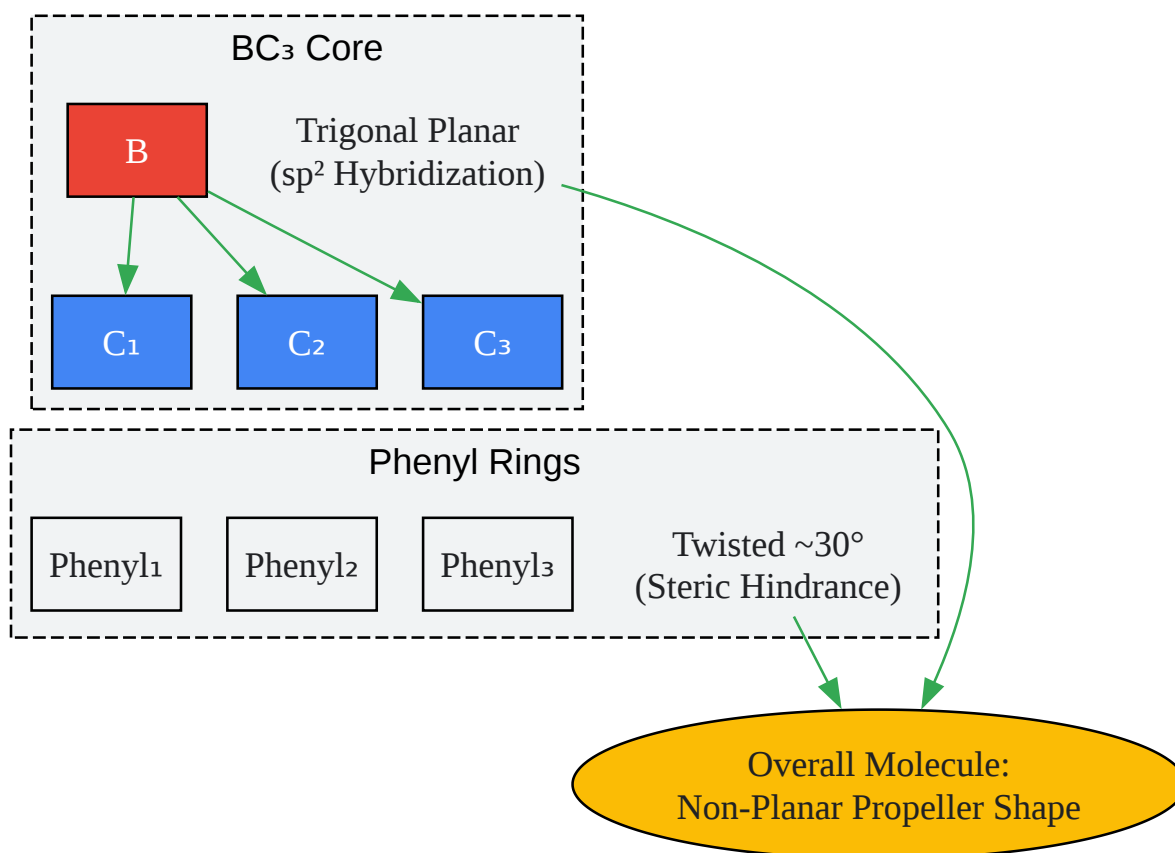 BC₃ Core
B
Trigonal Planar
(sp² Hybridization)
C₁
C₂
C₃
Phenyl Rings
Phenyl₁
Phenyl₂
Phenyl₃
Twisted ~30°
(Steric Hindrance)
Overall Molecule:
Non-Planar Propeller Shape